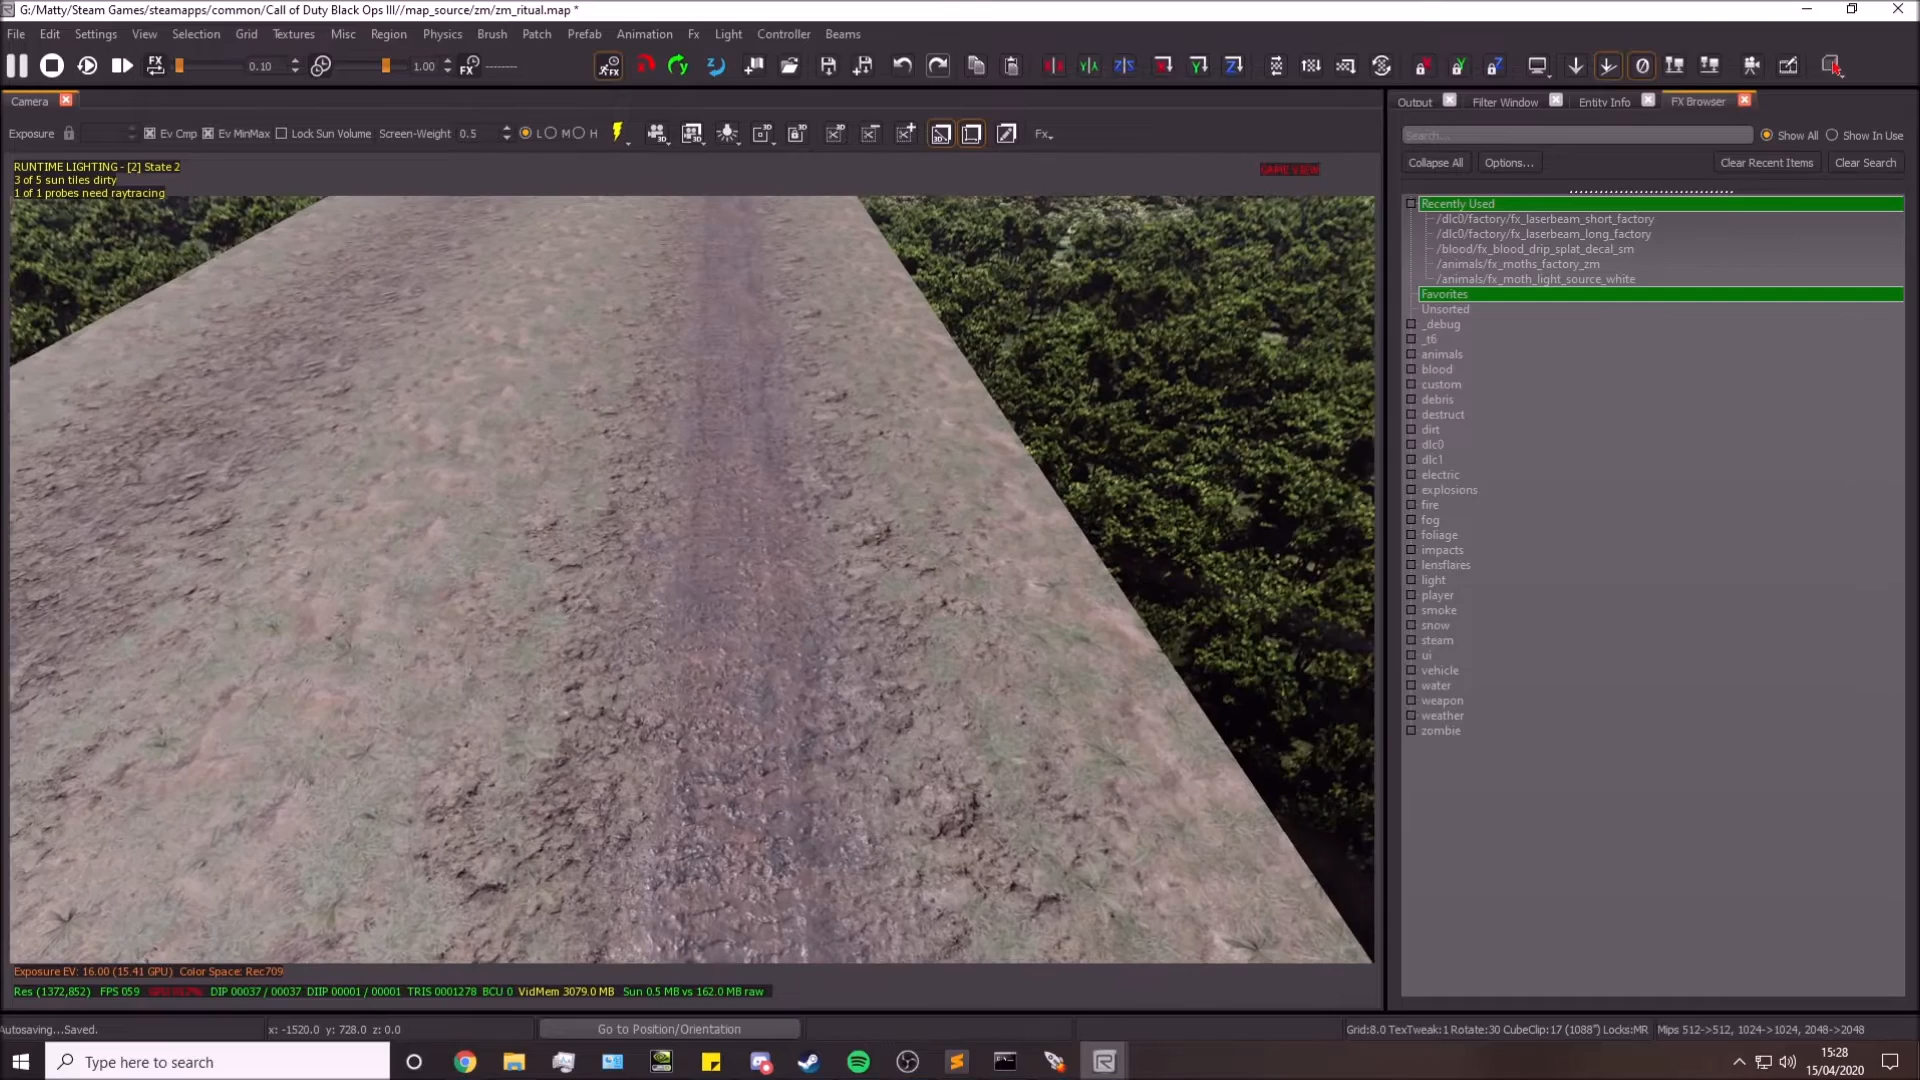 G:/Matty/Steam Games/steamapps/common/Call of Duty Black Ops III//map_source/zm/zm_ritual.map *
File Edit Settings View Selection Grid Textures Misc Region Physics Brush Patch Prefab Animation Fx Light Controller Beams
FX 0.10 1.00 FX
Camera
Output Filter Window Entity Info FX Browser
Exposure Ev Cmp Ev MinMax Lock Sun Volume Screen-Weight 0.5 L M H Fx
Search... Show All Show In Use
Collapse All Options... Clear Recent Items Clear Search
RUNTIME LIGHTING - [2] State 2
3 of 5 sun tiles dirty
1 of 1 probes need raytracing
GAME VIEW
Recently Used
/dlc0/factory/fx_laserbeam_short_factory
/dlc0/factory/fx_laserbeam_long_factory
/blood/fx_blood_drip_splat_decal_sm
/animals/fx_moths_factory_zm
/animals/fx_moth_light_source_white
Favorites
Unsorted
_debug
_t6
animals
blood
custom
debris
destruct
dirt
dlc0
dlc1
electric
explosions
fire
fog
foliage
impacts
lensflares
light
player
smoke
snow
steam
ui
vehicle
water
weapon
weather
zombie
Exposure EV: 16.00 (15.41 GPU) Color Space: Rec709
Res (1372,852) FPS 059 DIP 00037 / 00037 DIIP 00001 / 00001 TRIS 0001278 BCU 0 VidMem 3079.0 MB Sun 0.5 MB vs 162.0 MB raw
Autosaving...Saved. x: -1520.0 y: 728.0 z: 0.0 Go to Position/Orientation Grid:8.0 TexTweak:1 Rotate:30 CubeClip:17 (1088") Locks:MR Mips 512->512, 1024->1024, 2048->2048
Type here to search
15:28
15/04/2020